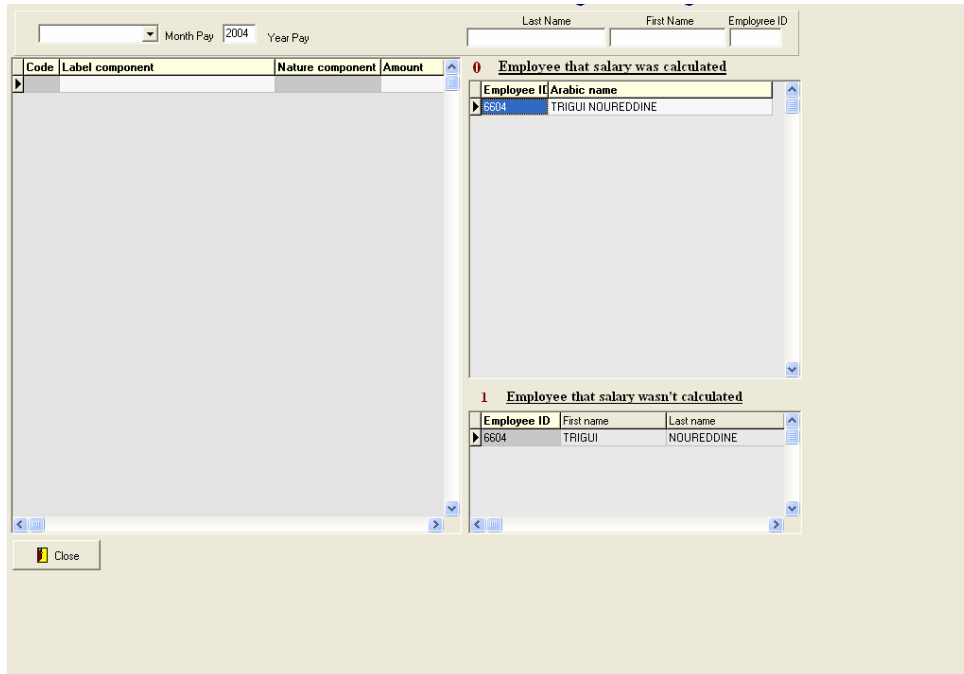 Last Name First Name Employree ID
Month Pay 2004 Year Pay
Code Label component Nature component Amount
0 Employee that salary was calculated
Employee ID Arabic name
6604 TRIGUI NOUREDDINE
1 Employee that salary wasn't calculated
Employee ID First name Last name
6604 TRIGUI NOUREDDINE
Close